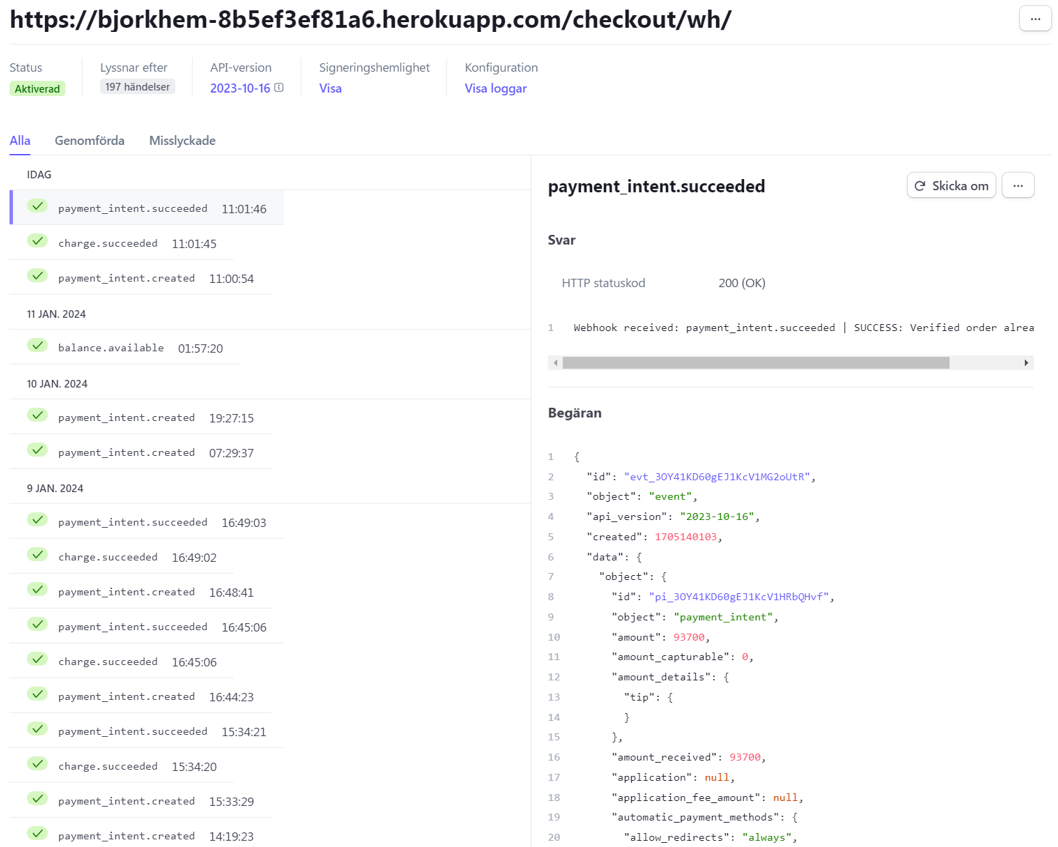 https://bjorkhem-8b5ef3ef81a6.herokuapp.com/checkout/wh/
...
Status
Aktiverad
Lyssnar efter
197 händelser
API-version
2023-10-16
Signeringshemlighet
Visa
Konfiguration
Visa loggar
Alla Genomförda Misslyckade
IDAG
payment_intent.succeeded 11:01:46
charge.succeeded 11:01:45
payment_intent.created 11:00:54
11 JAN. 2024
balance.available 01:57:20
10 JAN. 2024
payment_intent.created 19:27:15
payment_intent.created 07:29:37
9 JAN. 2024
payment_intent.succeeded 16:49:03
charge.succeeded 16:49:02
payment_intent.created 16:48:41
payment_intent.succeeded 16:45:06
charge.succeeded 16:45:06
payment_intent.created 16:44:23
payment_intent.succeeded 15:34:21
charge.succeeded 15:34:20
payment_intent.created 15:33:29
payment_intent.created 14:19:23
payment_intent.succeeded
Skicka om
...
Svar
HTTP statuskod 200 (OK)
1 Webhook received: payment_intent.succeeded | SUCCESS: Verified order alrea
Begäran
1 {
2 "id": "evt_3OY41KD60gEJ1KcV1MG2oUtR",
3 "object": "event",
4 "api_version": "2023-10-16",
5 "created": 1705140103,
6 "data": {
7 "object": {
8 "id": "pi_3OY41KD60gEJ1KcV1HRbQHvf",
9 "object": "payment_intent",
10 "amount": 93700,
11 "amount_capturable": 0,
12 "amount_details": {
13 "tip": {
14 }
15 },
16 "amount_received": 93700,
17 "application": null,
18 "application_fee_amount": null,
19 "automatic_payment_methods": {
20 "allow_redirects": "always",